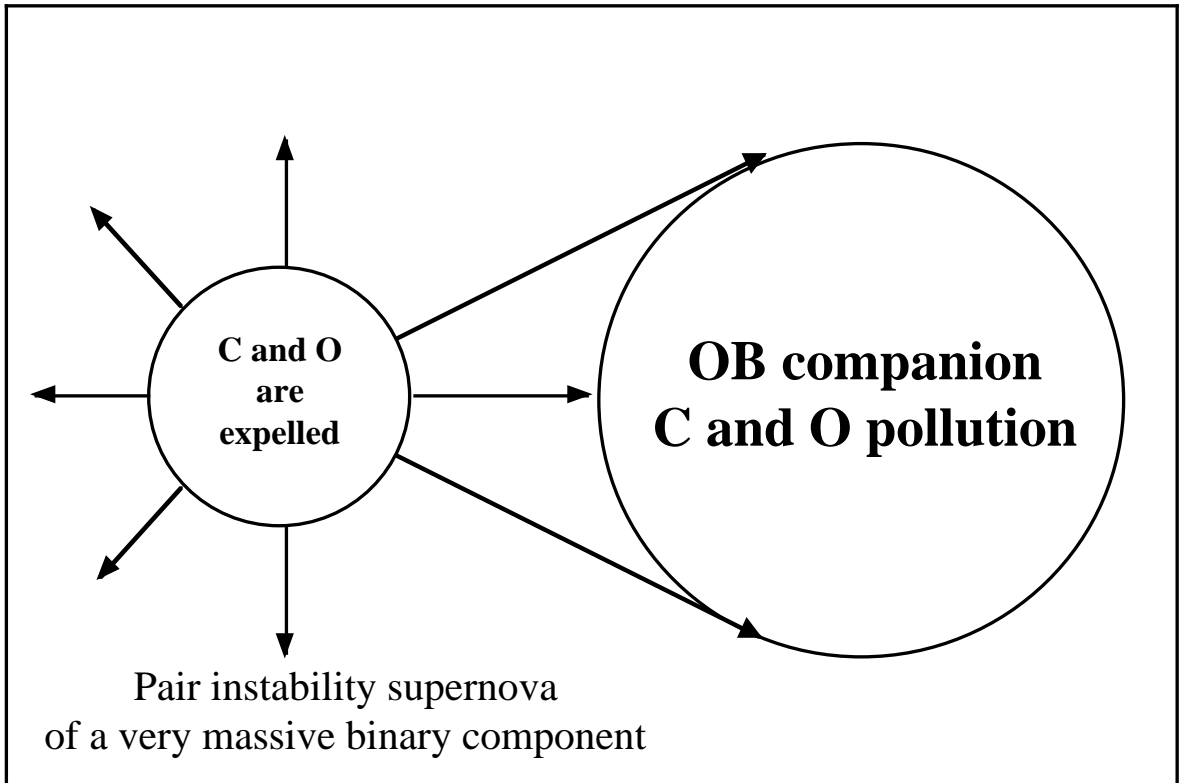 C and O
are
expelled
OB companion
C and O pollution
Pair instability supernova
of a very massive binary component